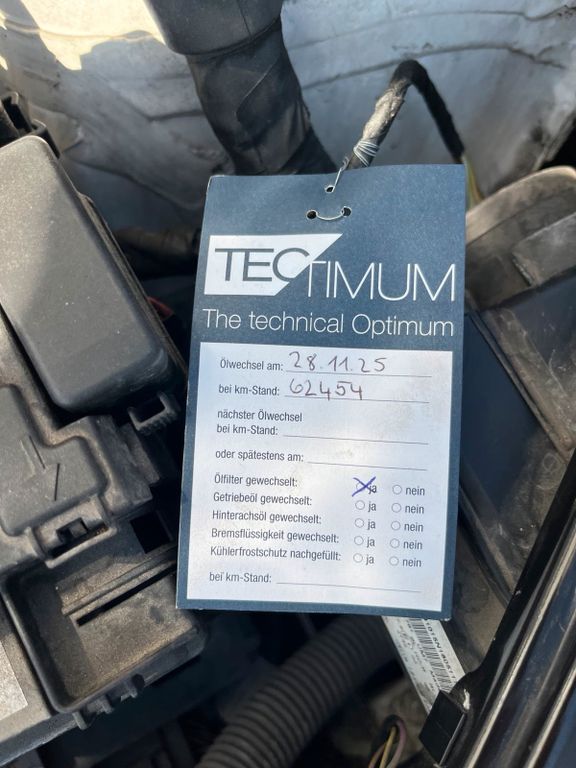 TECTIMUM
The technical Optimum
Ölwechsel am: 28.11.25
bei km-Stand: 62454
nächster Ölwechsel
bei km-Stand:
oder spätestens am:
Ölfilter gewechselt: ja nein
Getriebeöl gewechselt: ja nein
Hinterachsöl gewechselt: ja nein
Bremsflüssigkeit gewechselt: ja nein
Kühlerfrostschutz nachgefüllt: ja nein
bei km-Stand: